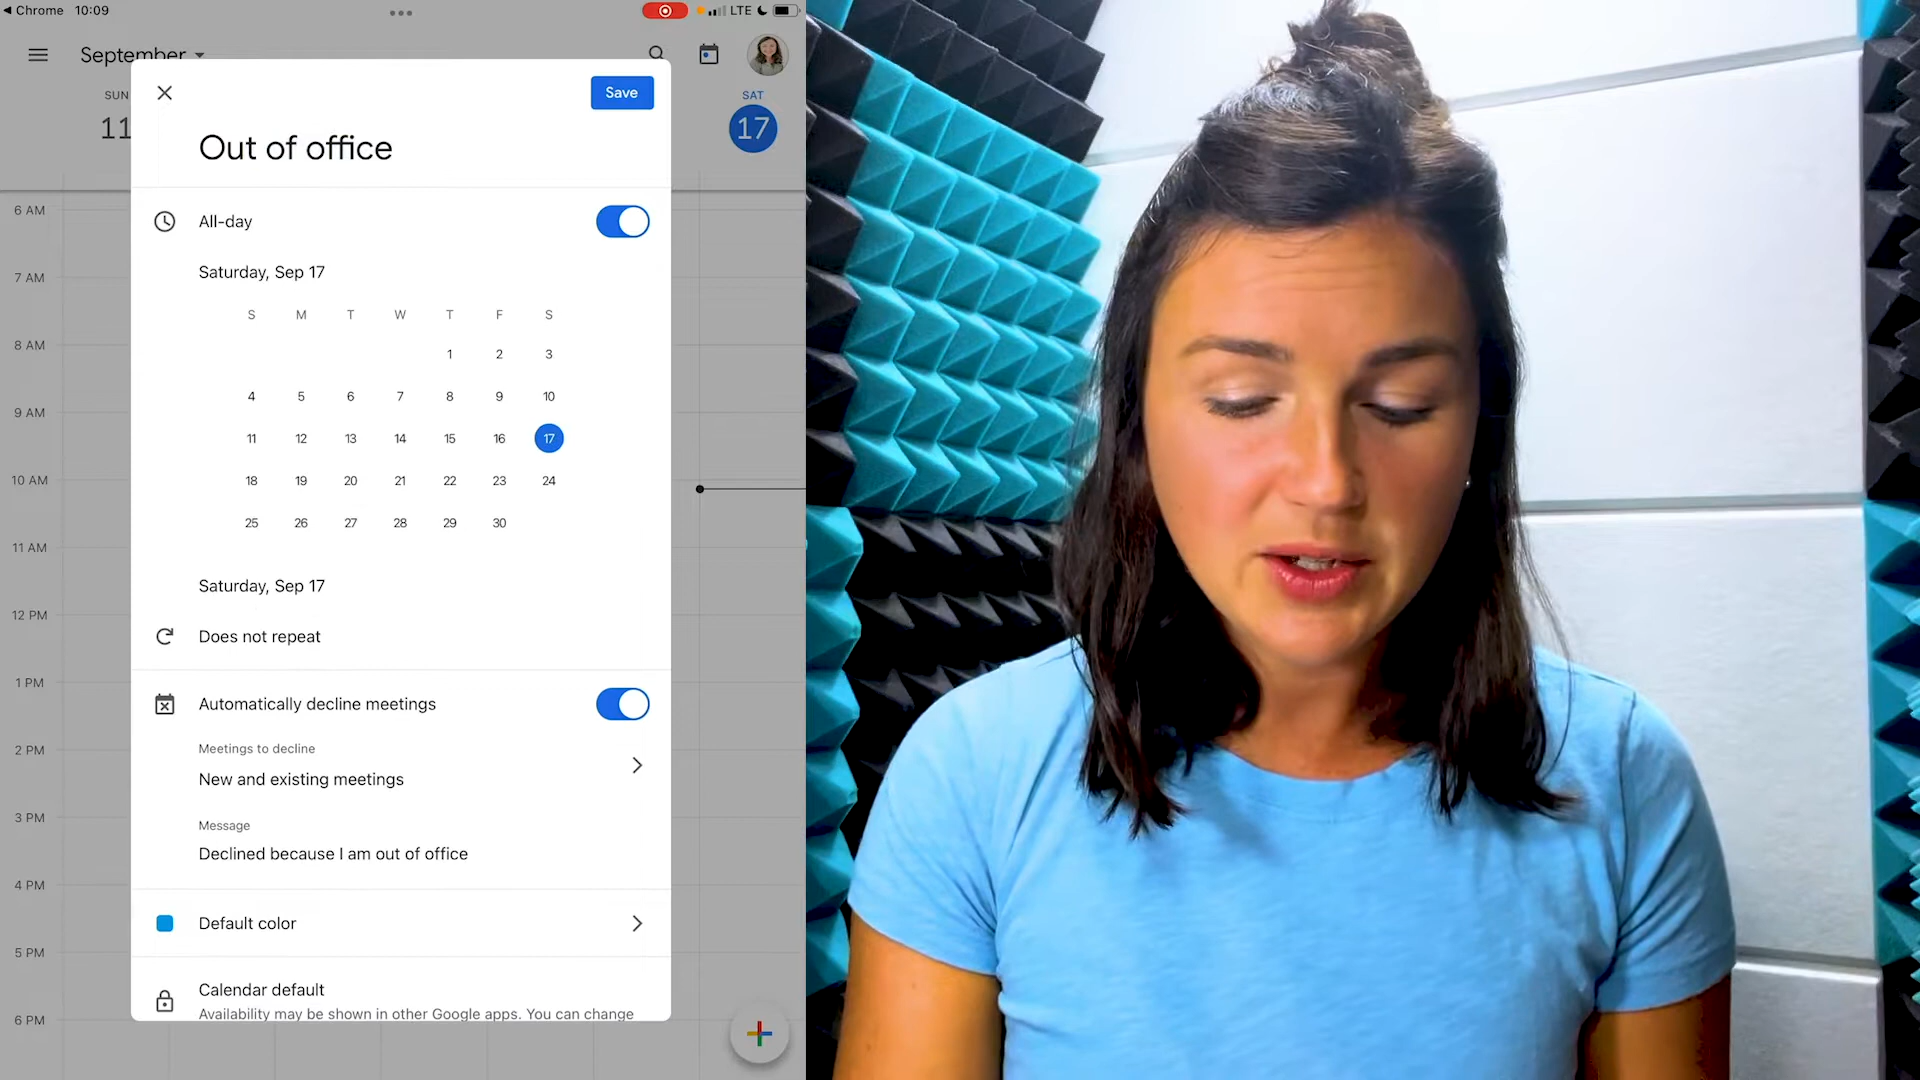 Chrome 10:09
LTE
September
SUN
11
SAT
17
Save
Out of office
All-day
Saturday, Sep 17
S M T W T F S
1 2 3
4 5 6 7 8 9 10
11 12 13 14 15 16 17
18 19 20 21 22 23 24
25 26 27 28 29 30
Saturday, Sep 17
Does not repeat
Automatically decline meetings
Meetings to decline
New and existing meetings
Message
Declined because I am out of office
Default color
Calendar default
Availability may be shown in other Google apps. You can change
6 AM
7 AM
8 AM
9 AM
10 AM
11 AM
12 PM
1 PM
2 PM
3 PM
4 PM
5 PM
6 PM